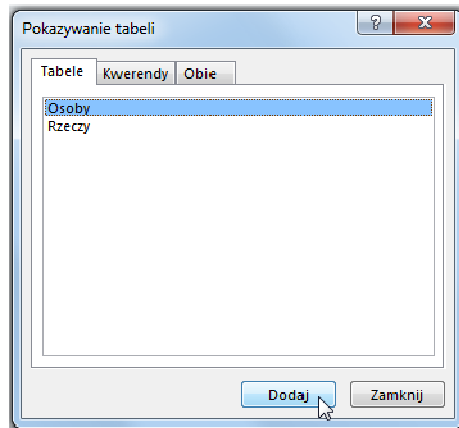 Pokazywanie tabeli
? X
Tabele Kwerendy Obie
Osoby
Rzeczy
Dodaj Zamknij